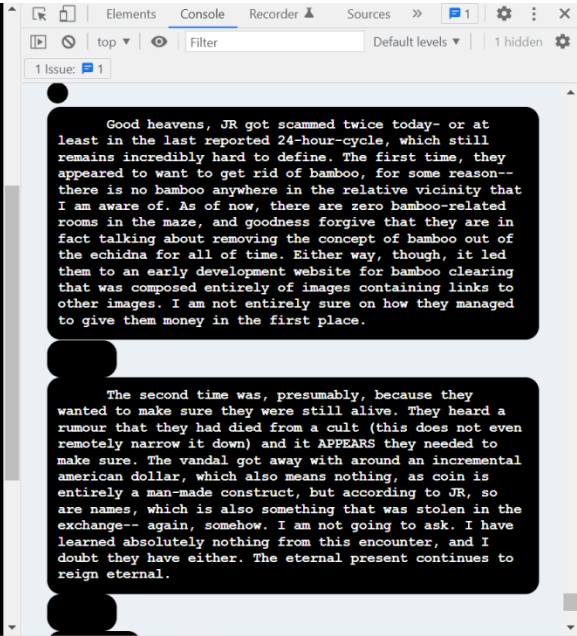 Elements Console Recorder Sources » 1
top ▼ Filter Default levels ▼ 1 hidden
1 Issue: 1
Good heavens, JR got scammed twice today- or at
least in the last reported 24-hour-cycle, which still
remains incredibly hard to define. The first time, they
appeared to want to get rid of bamboo, for some reason--
there is no bamboo anywhere in the relative vicinity that
I am aware of. As of now, there are zero bamboo-related
rooms in the maze, and goodness forgive that they are in
fact talking about removing the concept of bamboo out of
the echidna for all of time. Either way, though, it led
them to an early development website for bamboo clearing
that was composed entirely of images containing links to
other images. I am not entirely sure on how they managed
to give them money in the first place.
The second time was, presumably, because they
wanted to make sure they were still alive. They heard a
rumour that they had died from a cult (this does not even
remotely narrow it down) and it APPEARS they needed to
make sure. The vandal got away with around an incremental
american dollar, which also means nothing, as coin is
entirely a man-made construct, but according to JR, so
are names, which is also something that was stolen in the
exchange-- again, somehow. I am not going to ask. I have
learned absolutely nothing from this encounter, and I
doubt they have either. The eternal present continues to
reign eternal.